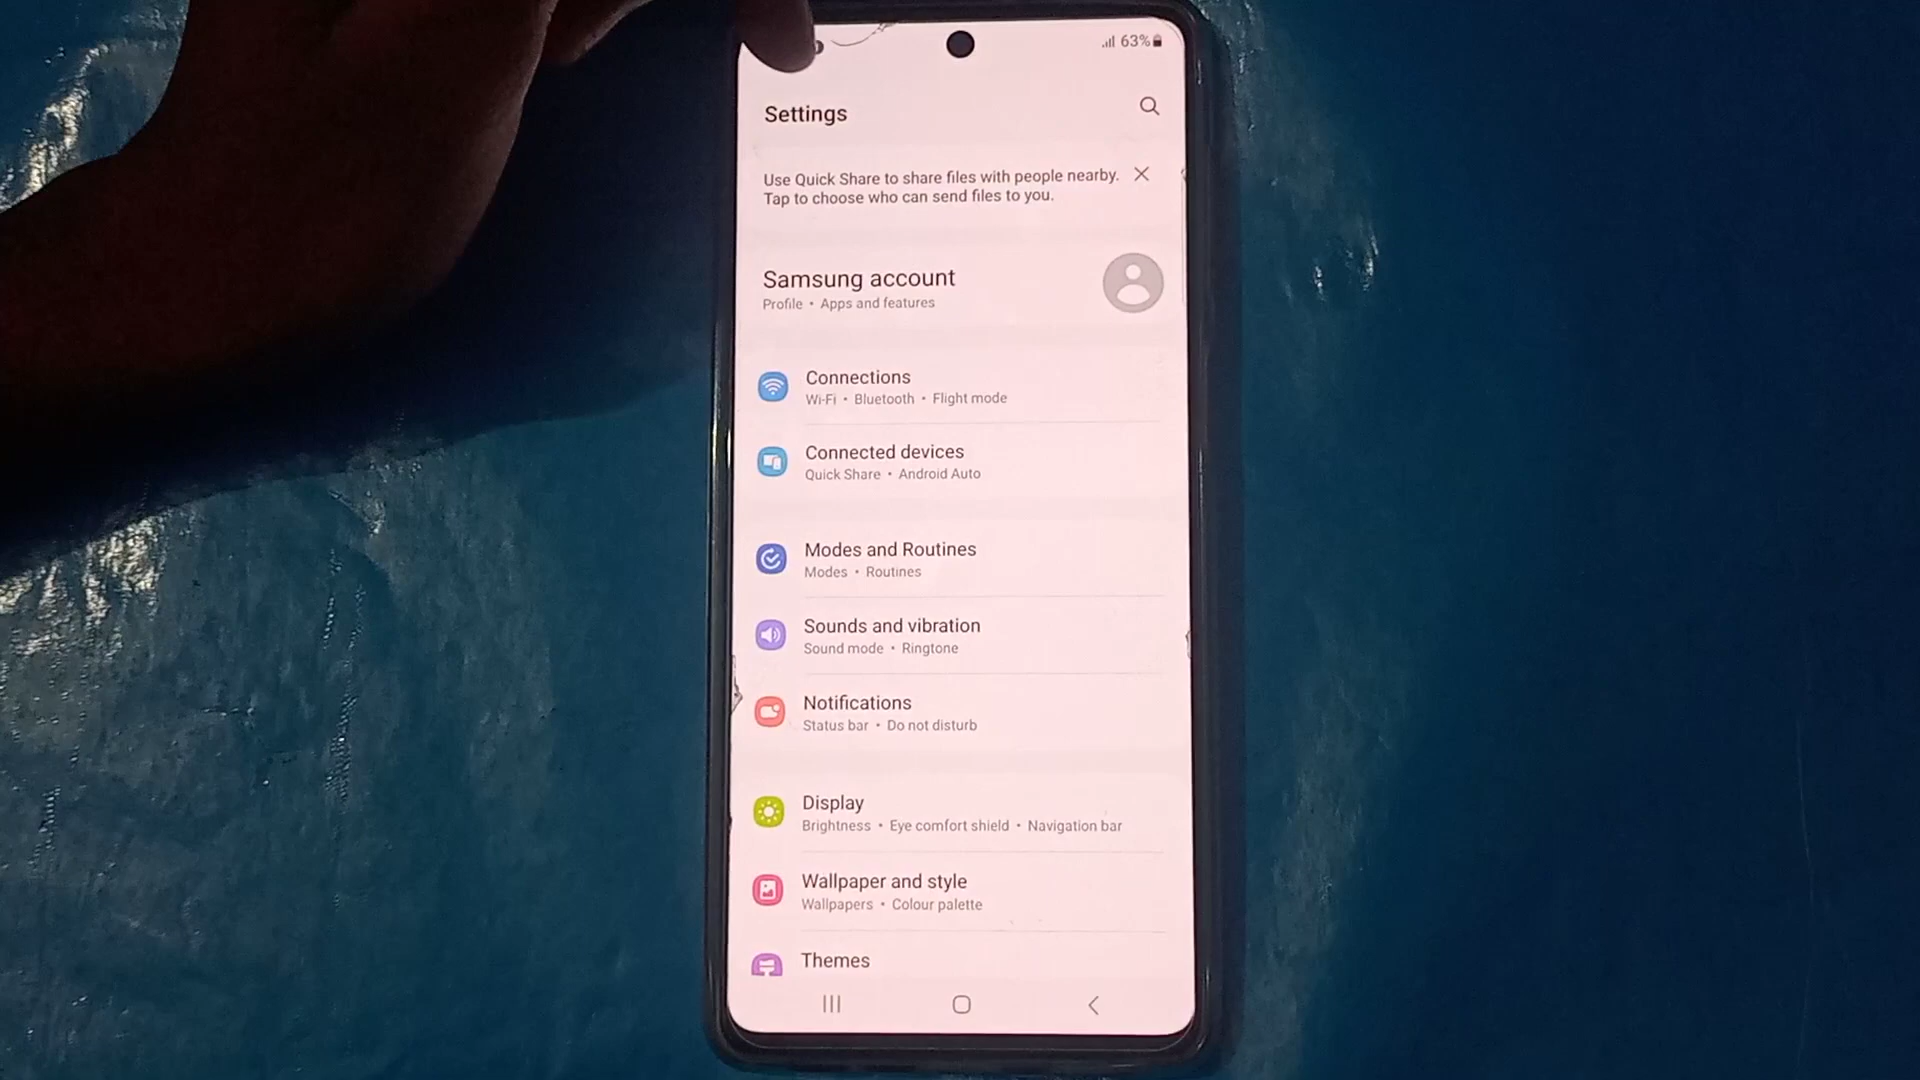 63%
Settings
Use Quick Share to share files with people nearby.
Tap to choose who can send files to you.
Samsung account
Profile • Apps and features
Connections
Wi-Fi • Bluetooth • Flight mode
Connected devices
Quick Share • Android Auto
Modes and Routines
Modes • Routines
Sounds and vibration
Sound mode • Ringtone
Notifications
Status bar • Do not disturb
Display
Brightness • Eye comfort shield • Navigation bar
Wallpaper and style
Wallpapers • Colour palette
Themes